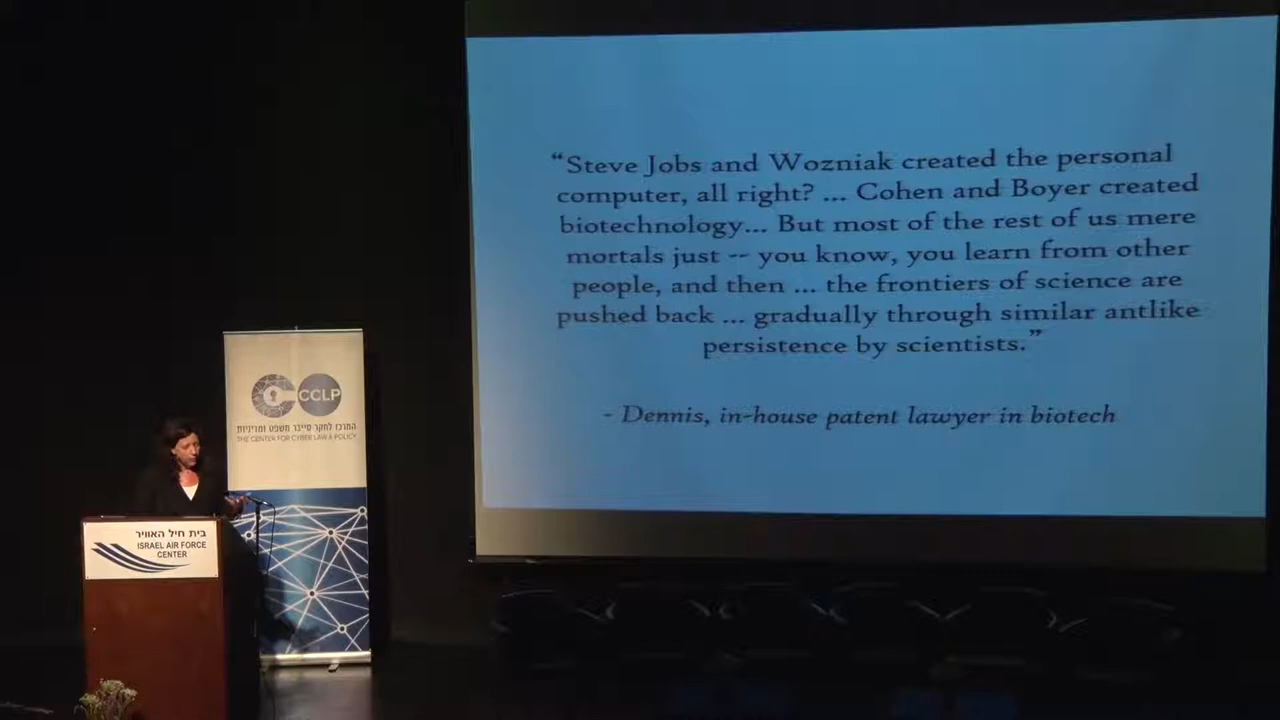 “Steve Jobs and Wozniak created the personal
computer, all right? ... Cohen and Boyer created
biotechnology... But most of the rest of us mere
mortals just -- you know, you learn from other
people, and then ... the frontiers of science are
pushed back ... gradually through similar antlike
persistence by scientists.”
- Dennis, in-house patent lawyer in biotech
CCLP
המרכז לחקר סייבר משפט ומדיניות
THE CENTER FOR CYBER LAW & POLICY
בית חיל האוויר
ISRAEL AIR FORCE
CENTER